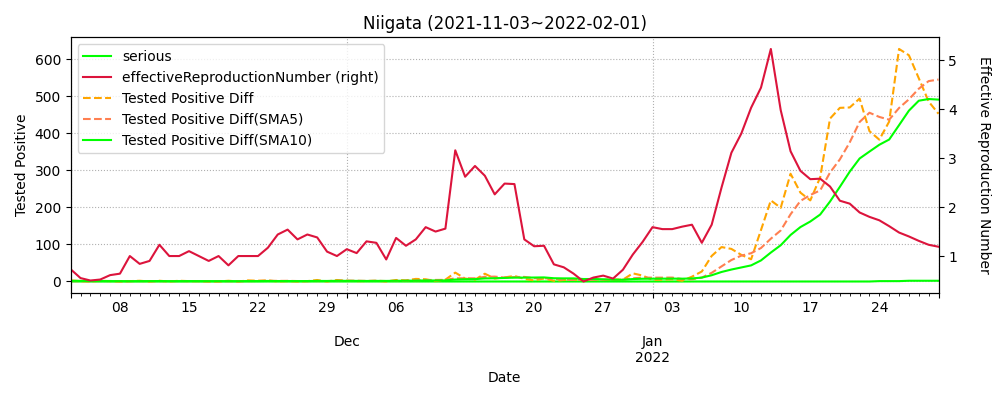 Niigata (2021-11-03~2022-02-01)
serious
effectiveReproductionNumber (right)
Tested Positive Diff
Tested Positive Diff(SMA5)
Tested Positive Diff(SMA10)
600
500
400
300
200
100
0
Tested Positive
5
4
3
2
1
Effective Reproduction Number
08 15 22 29 06 13 20 27 03 10 17 24
Dec Jan
2022
Date